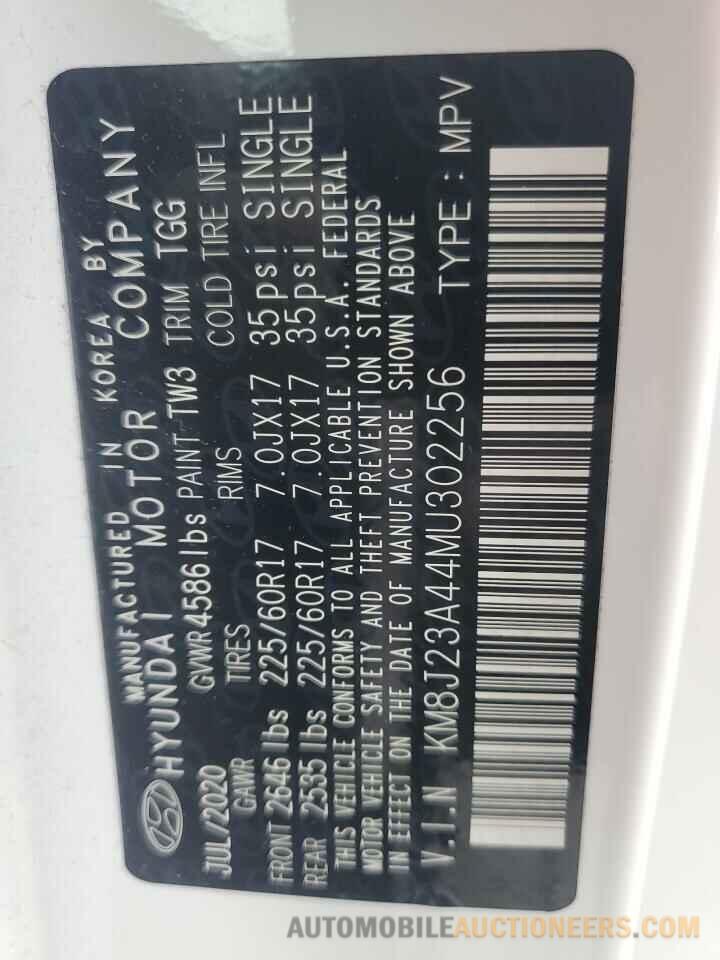 MANUFACTURED IN KOREA BY
HYUNDAI MOTOR COMPANY
JUL/2020 GVWR 4586 lbs PAINT TW3 TRIM TGG
GAWR TIRES RIMS COLD TIRE INFL
FRONT 2646 lbs 225/60R17 7.0JX17 35psi SINGLE
REAR 2535 lbs 225/60R17 7.0JX17 35psi SINGLE
THIS VEHICLE CONFORMS TO ALL APPLICABLE U.S.A. FEDERAL
MOTOR VEHICLE SAFETY AND THEFT PREVENTION STANDARDS
IN EFFECT ON THE DATE OF MANUFACTURE SHOWN ABOVE
V.I.N KM8J23A44MU302256 TYPE : MPV
AUTOMOBILEAUCTIONEERS.COM